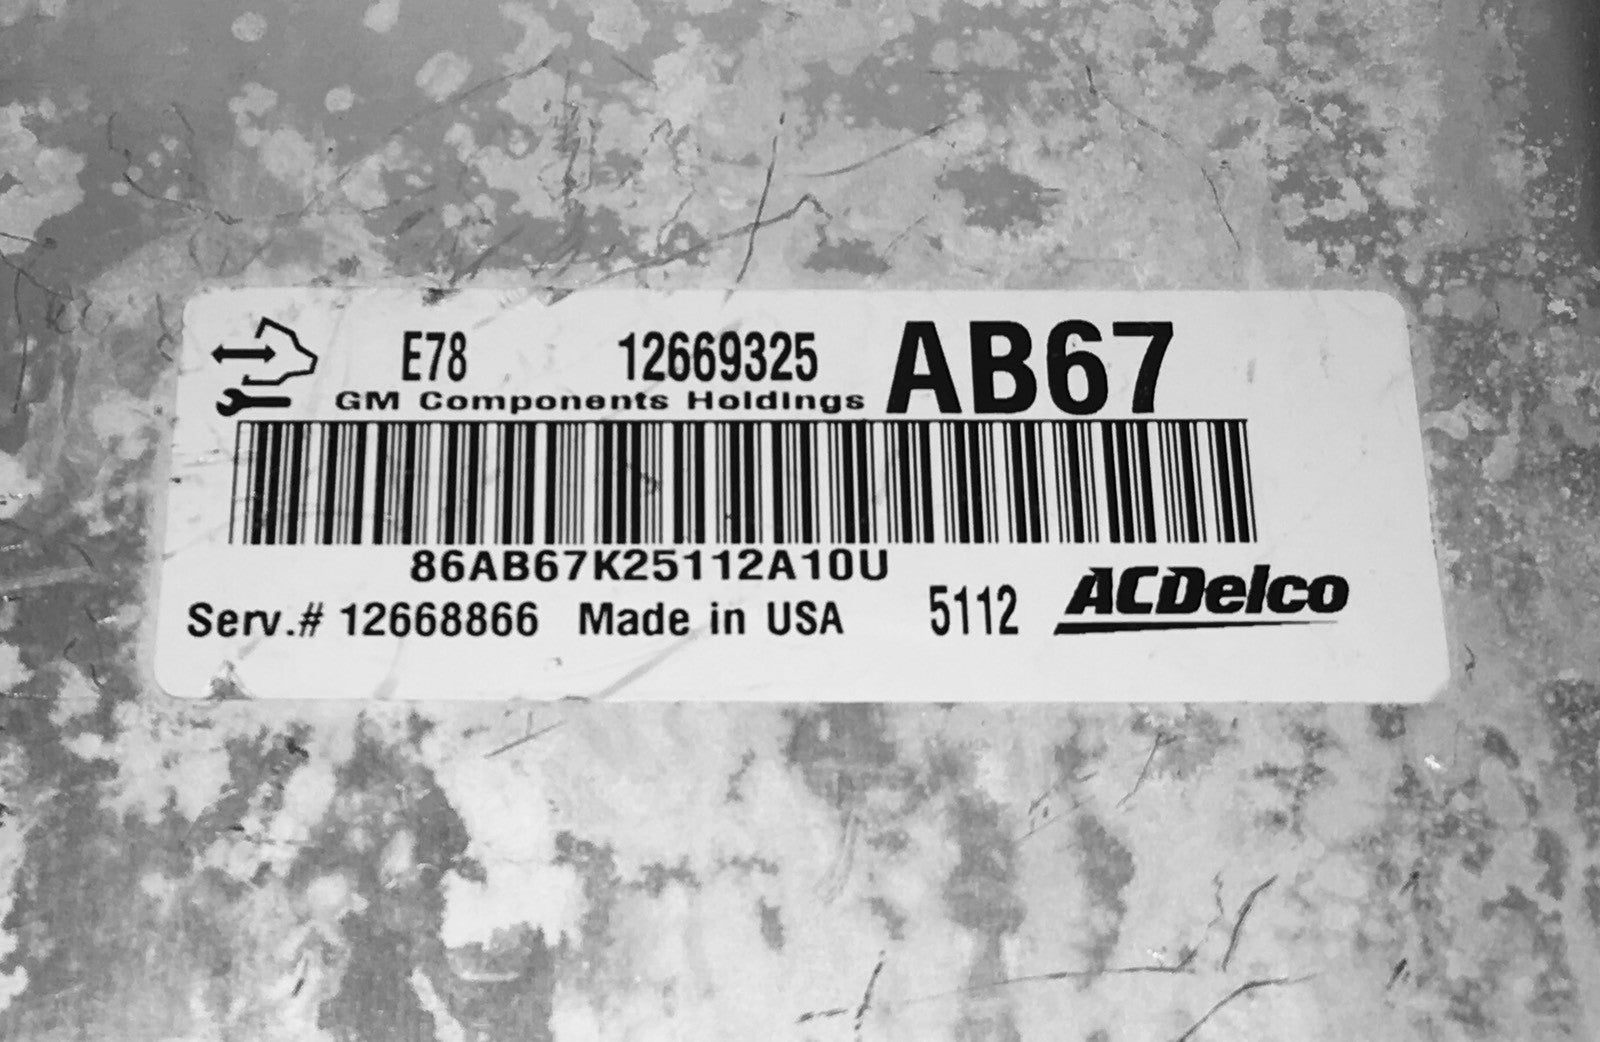 E78 12669325 AB67
GM Components Holdings
86AB67K25112A10U
Serv.# 12668866 Made in USA 5112 ACDelco